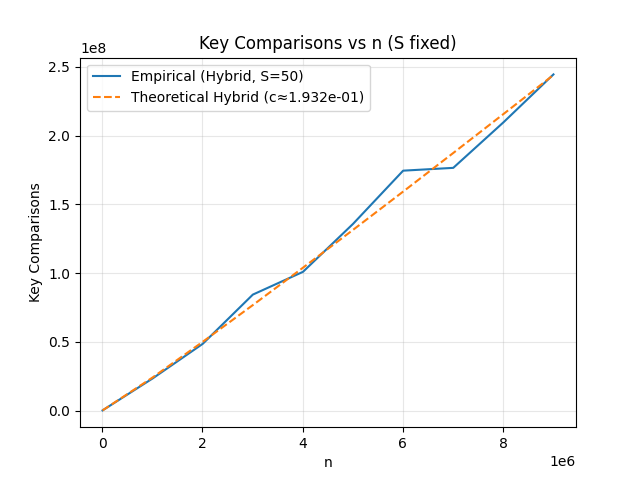 Key Comparisons vs n (S fixed)
1e8
Empirical (Hybrid, S=50)
Theoretical Hybrid (c≈1.932e-01)
2.5
2.0
1.5
1.0
0.5
0.0
Key Comparisons
0 2 4 6 8
1e6
n